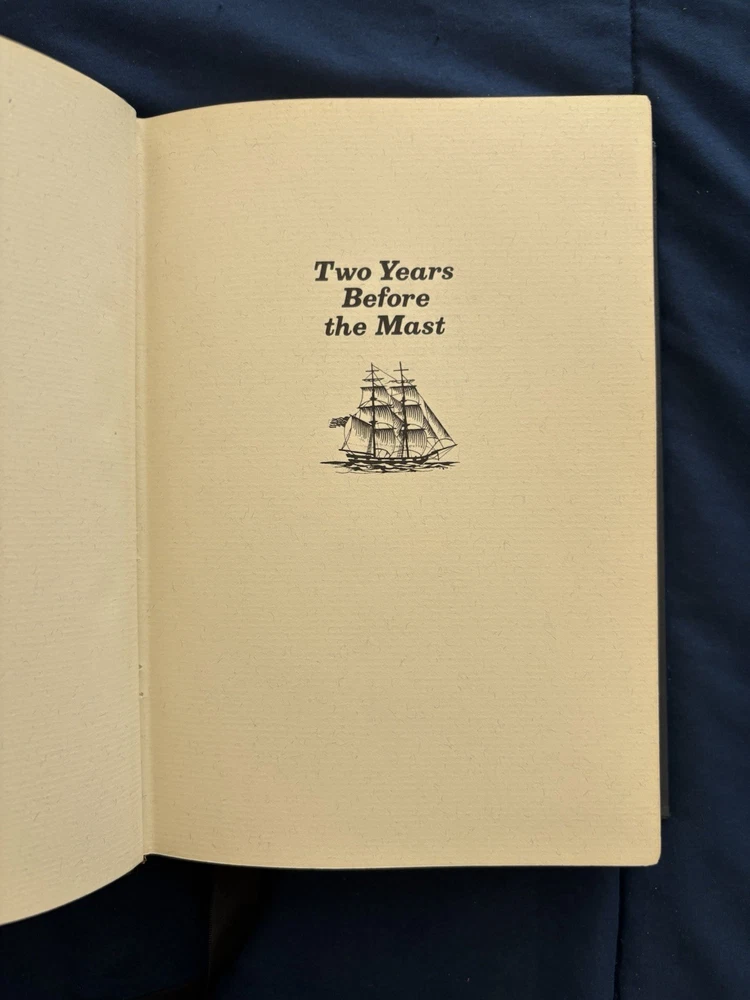 Two Years
Before
the Mast